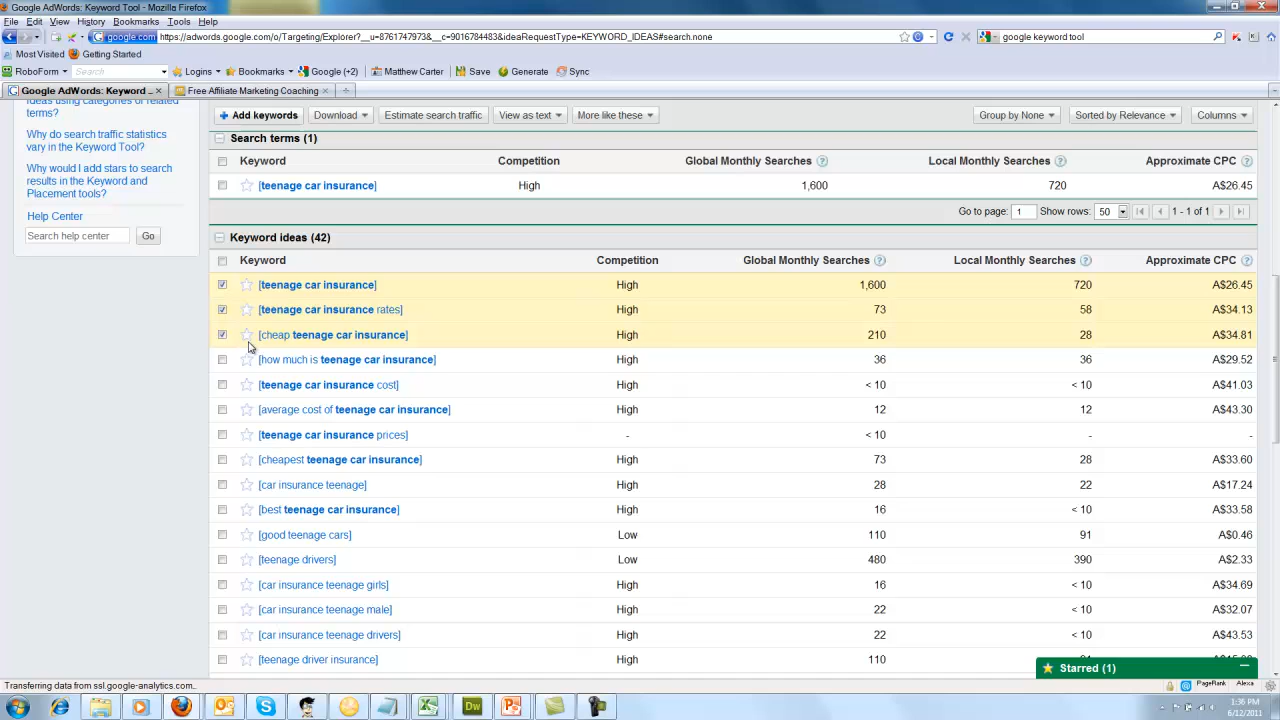 Google AdWords: Keyword Tool - Mozilla Firefox
File Edit View History Bookmarks Tools Help
google.com https://adwords.google.com/o/Targeting/Explorer?__u=8761747973&__c=9016784483&ideaRequestType=KEYWORD_IDEAS#search.none google keyword tool
Most Visited Getting Started
RoboForm Search Logins Bookmarks Google (+2) Matthew Carter Save Generate Sync
Google AdWords: Keyword ... Free Affiliate Marketing Coaching
ideas using categories or related
terms?
Why do search traffic statistics
vary in the Keyword Tool?
Why would I add stars to search
results in the Keyword and
Placement tools?
Help Center
Search help center Go
Add keywords Download Estimate search traffic View as text More like these Group by None Sorted by Relevance Columns
Search terms (1)
Keyword Competition Global Monthly Searches ? Local Monthly Searches ? Approximate CPC ?
[teenage car insurance] High 1,600 720 A$26.45
Go to page: 1 Show rows: 50 1 - 1 of 1
Keyword ideas (42)
Keyword Competition Global Monthly Searches ? Local Monthly Searches ? Approximate CPC ?
[teenage car insurance] High 1,600 720 A$26.45
[teenage car insurance rates] High 73 58 A$34.13
[cheap teenage car insurance] High 210 28 A$34.81
[how much is teenage car insurance] High 36 36 A$29.52
[teenage car insurance cost] High < 10 < 10 A$41.03
[average cost of teenage car insurance] High 12 12 A$43.30
[teenage car insurance prices] - < 10 - -
[cheapest teenage car insurance] High 73 28 A$33.60
[car insurance teenage] High 28 22 A$17.24
[best teenage car insurance] High 16 < 10 A$33.58
[good teenage cars] Low 110 91 A$0.46
[teenage drivers] Low 480 390 A$2.33
[car insurance teenage girls] High 16 < 10 A$34.69
[car insurance teenage male] High 22 < 10 A$32.07
[car insurance teenage drivers] High 22 < 10 A$43.53
[teenage driver insurance] High 110
Starred (1)
Transferring data from ssl.google-analytics.com... PageRank Alexa
1:36 PM
6/12/2011